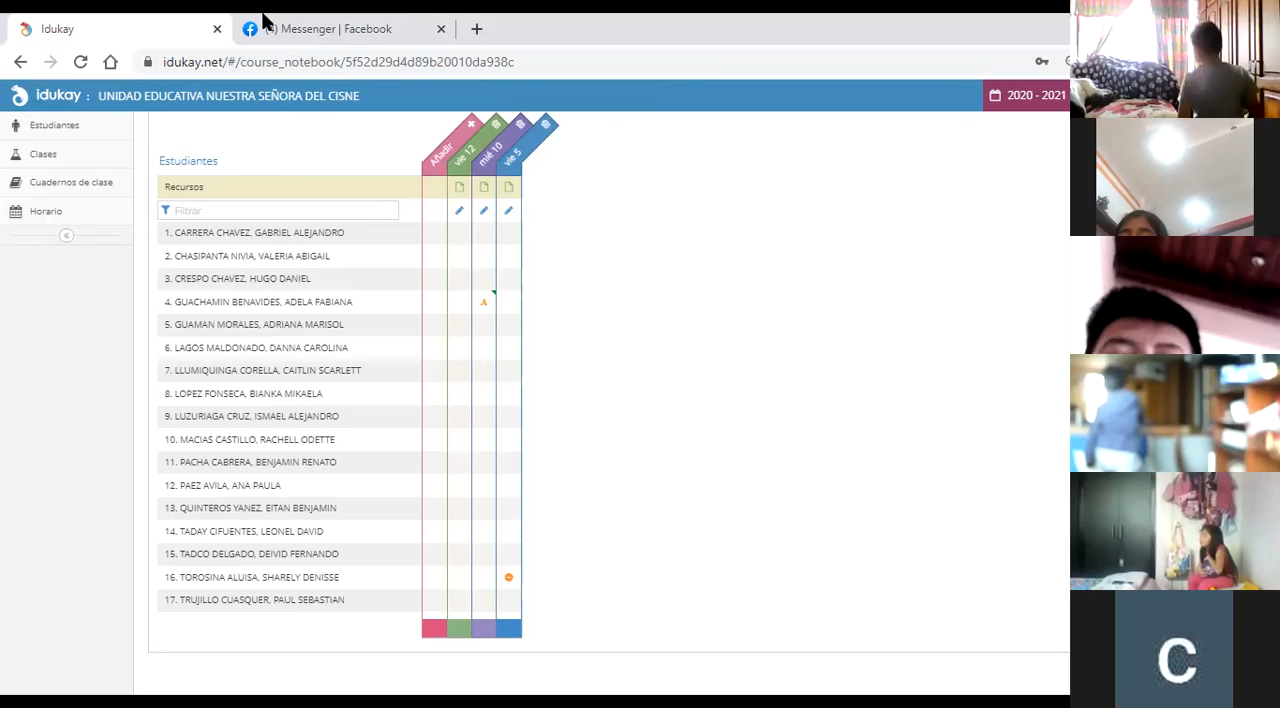 Idukay
Messenger | Facebook
idukay.net/#/course_notebook/5f52d29d4d89b20010da938c
idukay : UNIDAD EDUCATIVA NUESTRA SEÑORA DEL CISNE
2020 - 2021
Estudiantes
Clases
Cuadernos de clase
Horario
Añadir
vie 12
mié 10
vie 5
Estudiantes
Recursos
Filtrar
1. CARRERA CHAVEZ, GABRIEL ALEJANDRO
2. CHASIPANTA NIVIA, VALERIA ABIGAIL
3. CRESPO CHAVEZ, HUGO DANIEL
4. GUACHAMIN BENAVIDES, ADELA FABIANA A
5. GUAMAN MORALES, ADRIANA MARISOL
6. LAGOS MALDONADO, DANNA CAROLINA
7. LLUMIQUINGA CORELLA, CAITLIN SCARLETT
8. LOPEZ FONSECA, BIANKA MIKAELA
9. LUZURIAGA CRUZ, ISMAEL ALEJANDRO
10. MACIAS CASTILLO, RACHELL ODETTE
11. PACHA CABRERA, BENJAMIN RENATO
12. PAEZ AVILA, ANA PAULA
13. QUINTEROS YANEZ, EITAN BENJAMIN
14. TADAY CIFUENTES, LEONEL DAVID
15. TADCO DELGADO, DEIVID FERNANDO
16. TOROSINA ALUISA. SHARELY DENISSE
17. TRUJILLO CUASQUER, PAUL SEBASTIAN
C